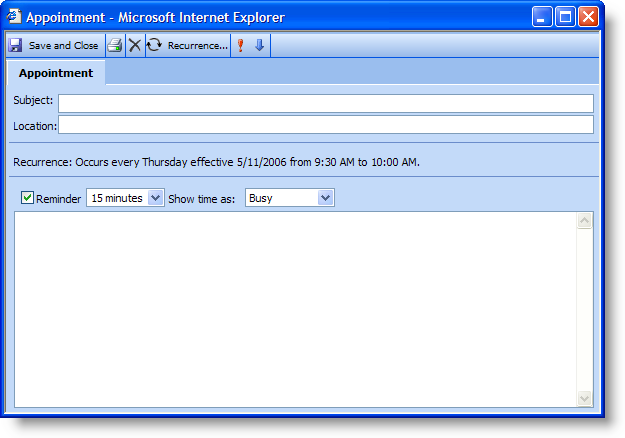 Appointment - Microsoft Internet Explorer
Save and Close Recurrence...
Appointment
Subject:
Location:
Recurrence: Occurs every Thursday effective 5/11/2006 from 9:30 AM to 10:00 AM.
Reminder 15 minutes Show time as: Busy